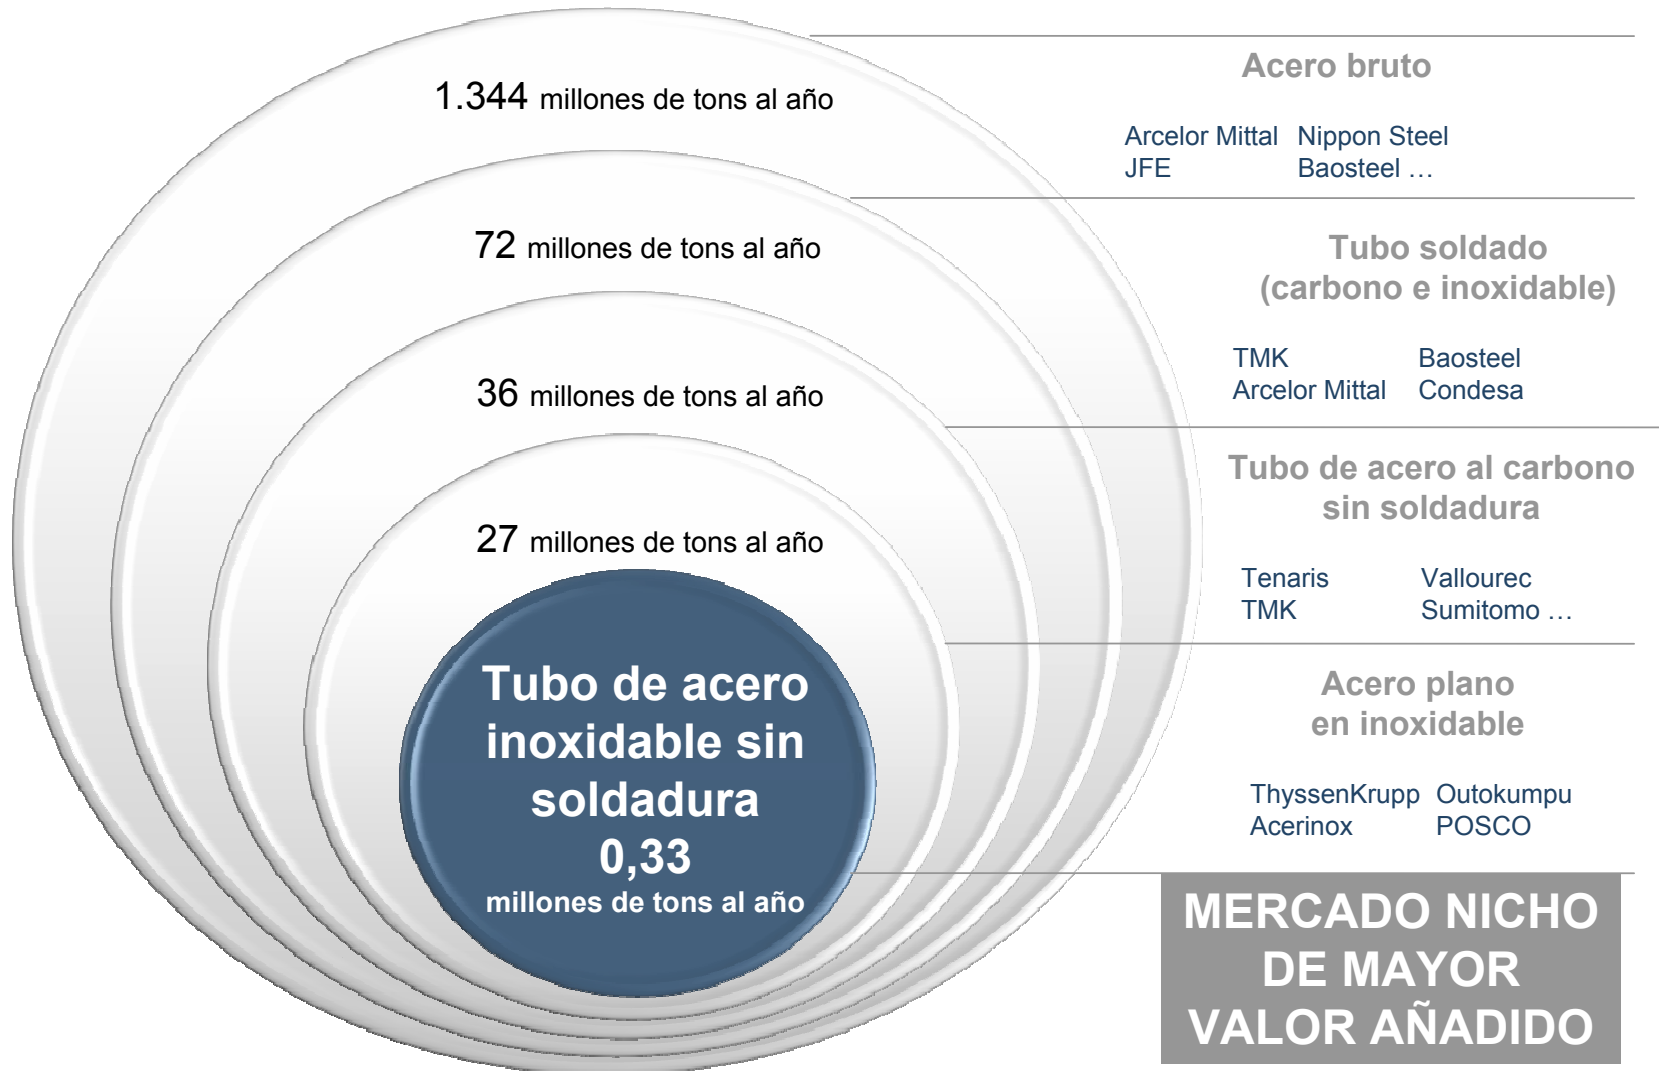 1.344 millones de tons al año
72 millones de tons al año
36 millones de tons al año
27 millones de tons al año
Tubo de acero
inoxidable sin
soldadura
0,33
millones de tons al año
Acero bruto
Arcelor Mittal Nippon Steel
JFE Baosteel …
Tubo soldado
(carbono e inoxidable)
TMK Baosteel
Arcelor Mittal Condesa
Tubo de acero al carbono
sin soldadura
Tenaris Vallourec
TMK Sumitomo …
Acero plano
en inoxidable
ThyssenKrupp Outokumpu
Acerinox POSCO
MERCADO NICHO
DE MAYOR
VALOR AÑADIDO